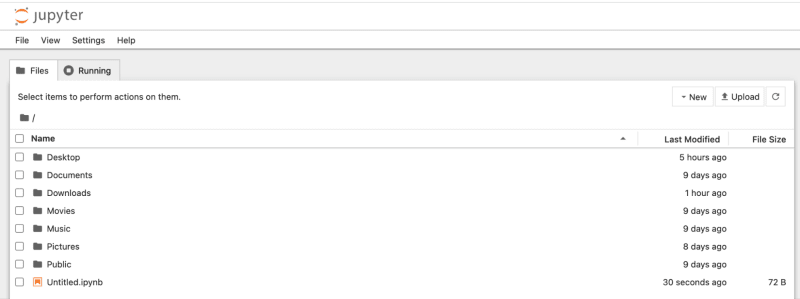 jupyter
File View Settings Help
Files Running
Select items to perform actions on them. New Upload
/
Name Last Modified File Size
Desktop 5 hours ago
Documents 9 days ago
Downloads 1 hour ago
Movies 9 days ago
Music 9 days ago
Pictures 8 days ago
Public 9 days ago
Untitled.ipynb 30 seconds ago 72 B